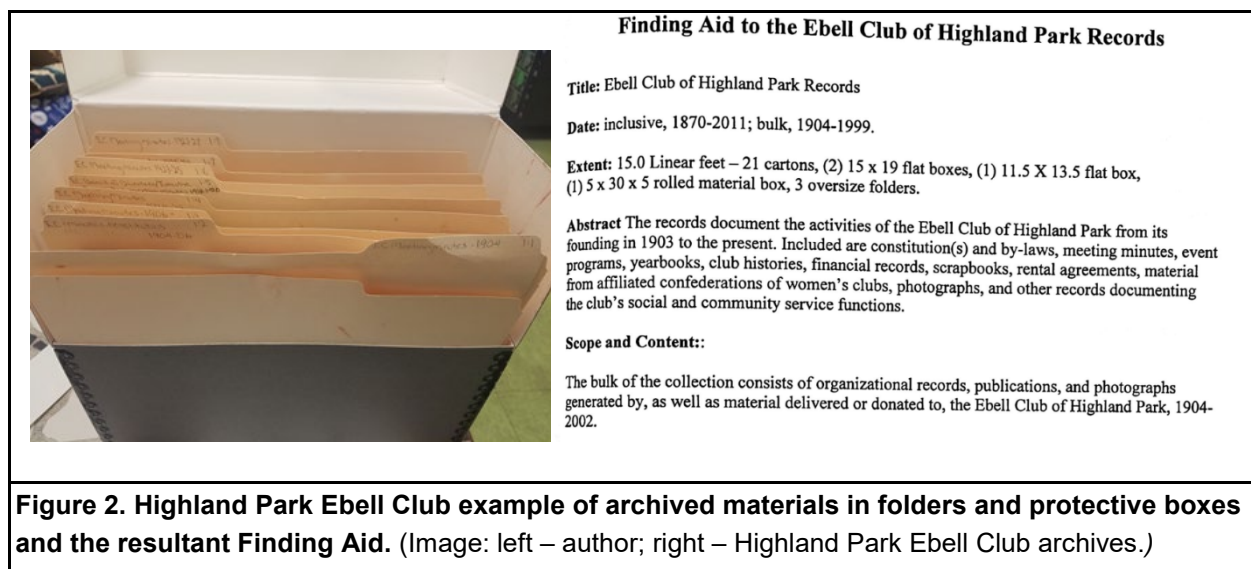 Finding Aid to the Ebell Club of Highland Park Records
Title: Ebell Club of Highland Park Records
Date: inclusive, 1870-2011; bulk, 1904-1999.
Extent: 15.0 Linear feet – 21 cartons, (2) 15 x 19 flat boxes, (1) 11.5 X 13.5 flat box,
(1) 5 x 30 x 5 rolled material box, 3 oversize folders.
Abstract The records document the activities of the Ebell Club of Highland Park from its
founding in 1903 to the present. Included are constitution(s) and by-laws, meeting minutes, event
programs, yearbooks, club histories, financial records, scrapbooks, rental agreements, material
from affiliated confederations of women's clubs, photographs, and other records documenting
the club's social and community service functions.
Scope and Content::
The bulk of the collection consists of organizational records, publications, and photographs
generated by, as well as material delivered or donated to, the Ebell Club of Highland Park, 1904-
2002.
EC Meeting Minutes - 1904 1:1
Figure 2. Highland Park Ebell Club example of archived materials in folders and protective boxes
and the resultant Finding Aid. (Image: left – author; right – Highland Park Ebell Club archives.)